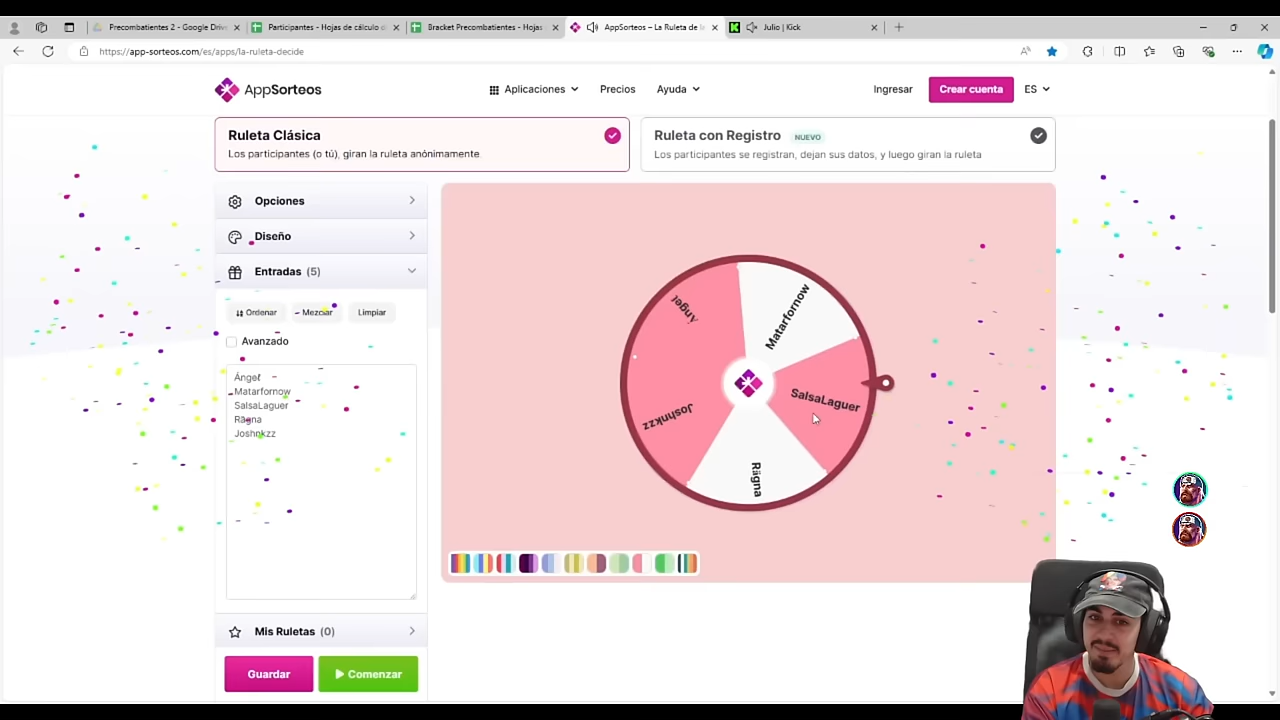 Precombatientes 2 - Google Drive
Participantes - Hojas de cálculo d
Bracket Precombatientes - Hojas
AppSorteos – La Ruleta de l
Julio | Kick
https://app-sorteos.com/es/apps/la-ruleta-decide
AppSorteos
Aplicaciones
Precios
Ayuda
Ingresar
Crear cuenta
ES
Ruleta Clásica
Los participantes (o tú), giran la ruleta anónimamente.
Ruleta con Registro NUEVO
Los participantes se registran, dejan sus datos, y luego giran la ruleta
Opciones
Diseño
Entradas (5)
Ordenar
Mezclar
Limpiar
Avanzado
Ángel
Matarfornow
SalsaLaguer
Rägna
Joshnkzz
Mis Ruletas (0)
Guardar
Comenzar
Ángel
Matarfornow
SalsaLaguer
Rägna
Joshnkzz